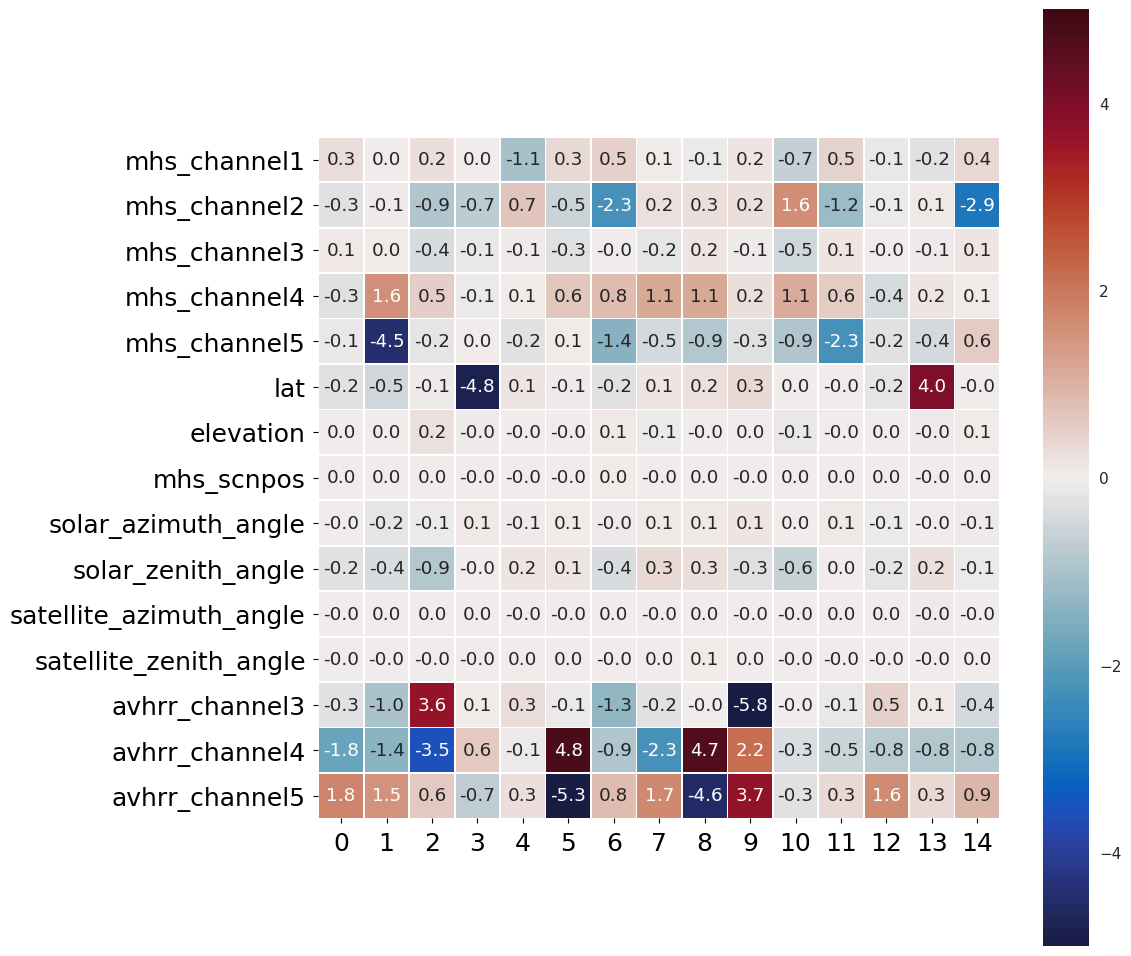 mhs_channel1 0.3 0.0 0.2 0.0 -1.1 0.3 0.5 0.1 -0.1 0.2 -0.7 0.5 -0.1 -0.2 0.4
mhs_channel2 -0.3 -0.1 -0.9 -0.7 0.7 -0.5 -2.3 0.2 0.3 0.2 1.6 -1.2 -0.1 0.1 -2.9
mhs_channel3 0.1 0.0 -0.4 -0.1 -0.1 -0.3 -0.0 -0.2 0.2 -0.1 -0.5 0.1 -0.0 -0.1 0.1
mhs_channel4 -0.3 1.6 0.5 -0.1 0.1 0.6 0.8 1.1 1.1 0.2 1.1 0.6 -0.4 0.2 0.1
mhs_channel5 -0.1 -4.5 -0.2 0.0 -0.2 0.1 -1.4 -0.5 -0.9 -0.3 -0.9 -2.3 -0.2 -0.4 0.6
lat -0.2 -0.5 -0.1 -4.8 0.1 -0.1 -0.2 0.1 0.2 0.3 0.0 -0.0 -0.2 4.0 -0.0
elevation 0.0 0.0 0.2 -0.0 -0.0 -0.0 0.1 -0.1 -0.0 0.0 -0.1 -0.0 0.0 -0.0 0.1
mhs_scnpos 0.0 0.0 0.0 0.0 -0.0 -0.0 0.0 -0.0 0.0 -0.0 0.0 0.0 0.0 -0.0 0.0
solar_azimuth_angle -0.0 -0.2 -0.1 0.1 -0.1 0.1 -0.0 0.1 0.1 0.1 0.0 0.1 -0.1 -0.0 -0.1
solar_zenith_angle -0.2 -0.4 -0.9 -0.0 0.2 0.1 -0.4 0.3 0.3 -0.3 -0.6 0.0 -0.2 0.2 -0.1
satellite_azimuth_angle -0.0 0.0 0.0 0.0 -0.0 -0.0 0.0 -0.0 0.0 -0.0 -0.0 0.0 0.0 -0.0 -0.0
satellite_zenith_angle -0.0 -0.0 -0.0 -0.0 0.0 0.0 -0.0 0.0 0.1 0.0 -0.0 -0.0 -0.0 -0.0 0.0
avhrr_channel3 -0.3 -1.0 3.6 0.1 0.3 -0.1 -1.3 -0.2 -0.0 -5.8 -0.0 -0.1 0.5 0.1 -0.4
avhrr_channel4 -1.8 -1.4 -3.5 0.6 -0.1 4.8 -0.9 -2.3 4.7 2.2 -0.3 -0.5 -0.8 -0.8 -0.8
avhrr_channel5 1.8 1.5 0.6 -0.7 0.3 -5.3 0.8 1.7 -4.6 3.7 -0.3 0.3 1.6 0.3 0.9
0 1 2 3 4 5 6 7 8 9 10 11 12 13 14
4
2
0
−2
−4